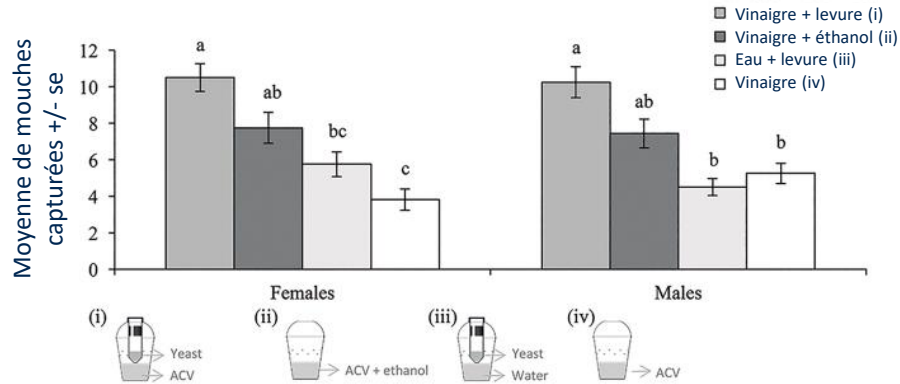 Vinaigre + levure (i)
Vinaigre + éthanol (ii)
Eau + levure (iii)
Vinaigre (iv)
Moyenne de mouches
capturées +/- se
12
10
8
6
4
2
0
a
ab
bc
c
a
ab
b
b
Females
Males
(i)
Yeast
ACV
(ii)
ACV + ethanol
(iii)
Yeast
Water
(iv)
ACV